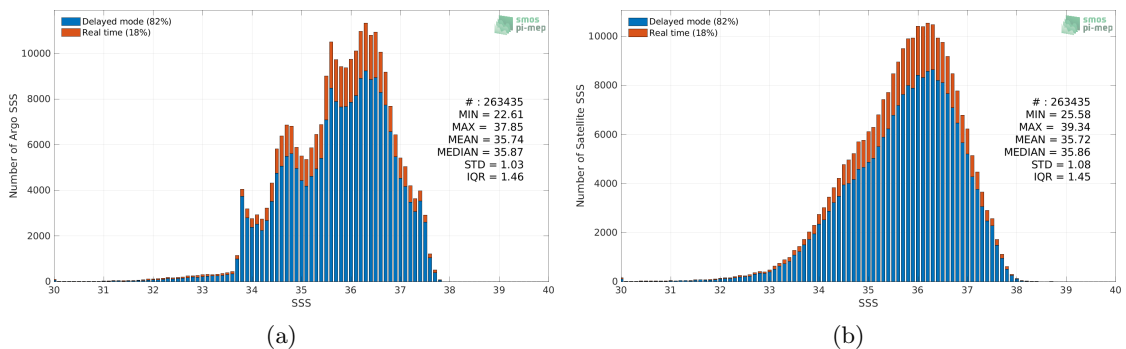 Delayed mode (82%)
Real time (18%)
smos
pi-mep
10000
8000
6000
4000
2000
0
Number of Argo SSS
# : 263435
MIN = 22.61
MAX = 37.85
MEAN = 35.74
MEDIAN = 35.87
STD = 1.03
IQR = 1.46
30 31 32 33 34 35 36 37 38 39 40
SSS
(a)
Delayed mode (82%)
Real time (18%)
smos
pi-mep
10000
8000
6000
4000
2000
0
Number of Satellite SSS
# : 263435
MIN = 25.58
MAX = 39.34
MEAN = 35.72
MEDIAN = 35.86
STD = 1.08
IQR = 1.45
30 31 32 33 34 35 36 37 38 39 40
SSS
(b)